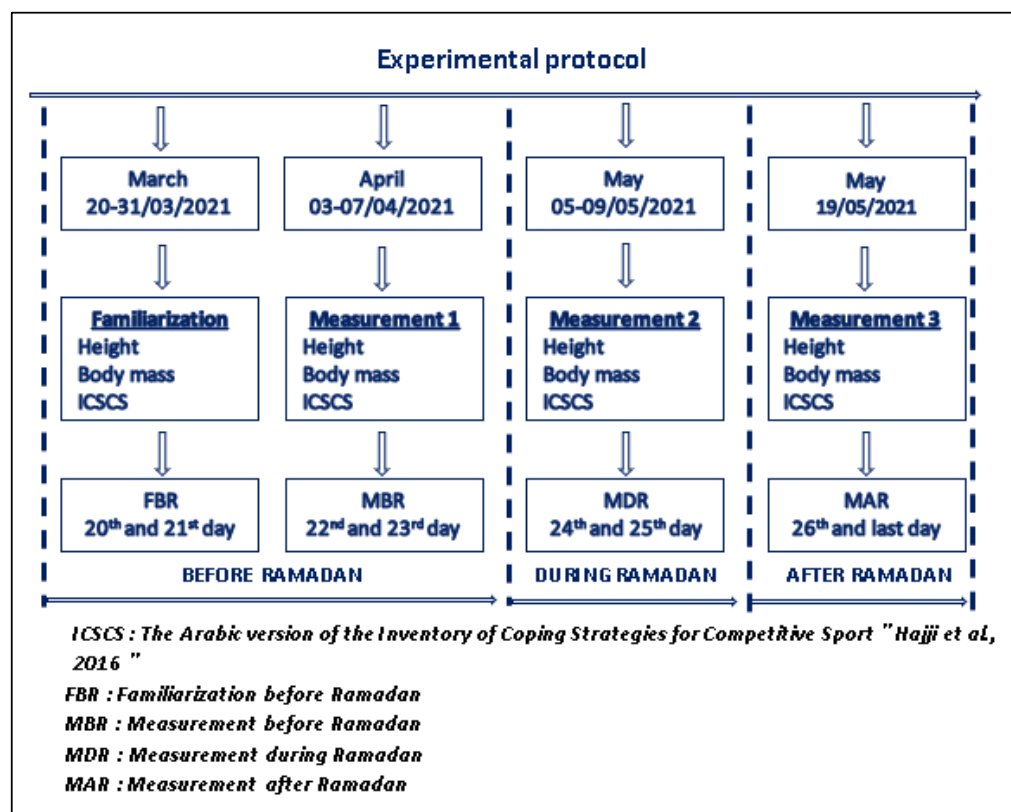 Experimental protocol
March
20-31/03/2021
April
03-07/04/2021
May
05-09/05/2021
May
19/05/2021
Familiarization
Height
Body mass
ICSCS
Measurement 1
Height
Body mass
ICSCS
Measurement 2
Height
Body mass
ICSCS
Measurement 3
Height
Body mass
ICSCS
FBR
20th and 21st day
MBR
22nd and 23rd day
MDR
24th and 25th day
MAR
26th and last day
BEFORE RAMADAN
DURING RAMADAN
AFTER RAMADAN
ICSCS : The Arabic version of the Inventory of Coping Strategies for Competitive Sport " Hajji et al.,
2016 "
FBR : Familiarization before Ramadan
MBR : Measurement before Ramadan
MDR : Measurement during Ramadan
MAR : Measurement after Ramadan